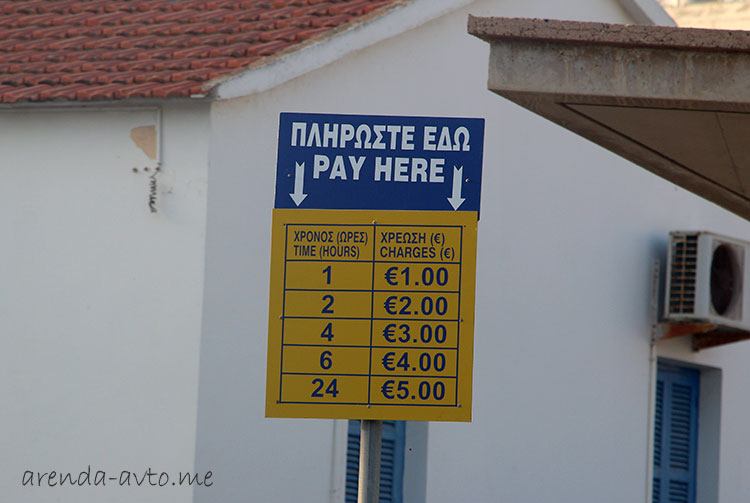 ΠΛΗΡΩΣΤΕ ΕΔΩ
PAY HERE
ΧΡΟΝΟΣ (ΩΡΕΣ) ΧΡΕΩΣΗ (€)
TIME (HOURS) CHARGES (€)
1 €1.00
2 €2.00
4 €3.00
6 €4.00
24 €5.00
arenda-avto.me